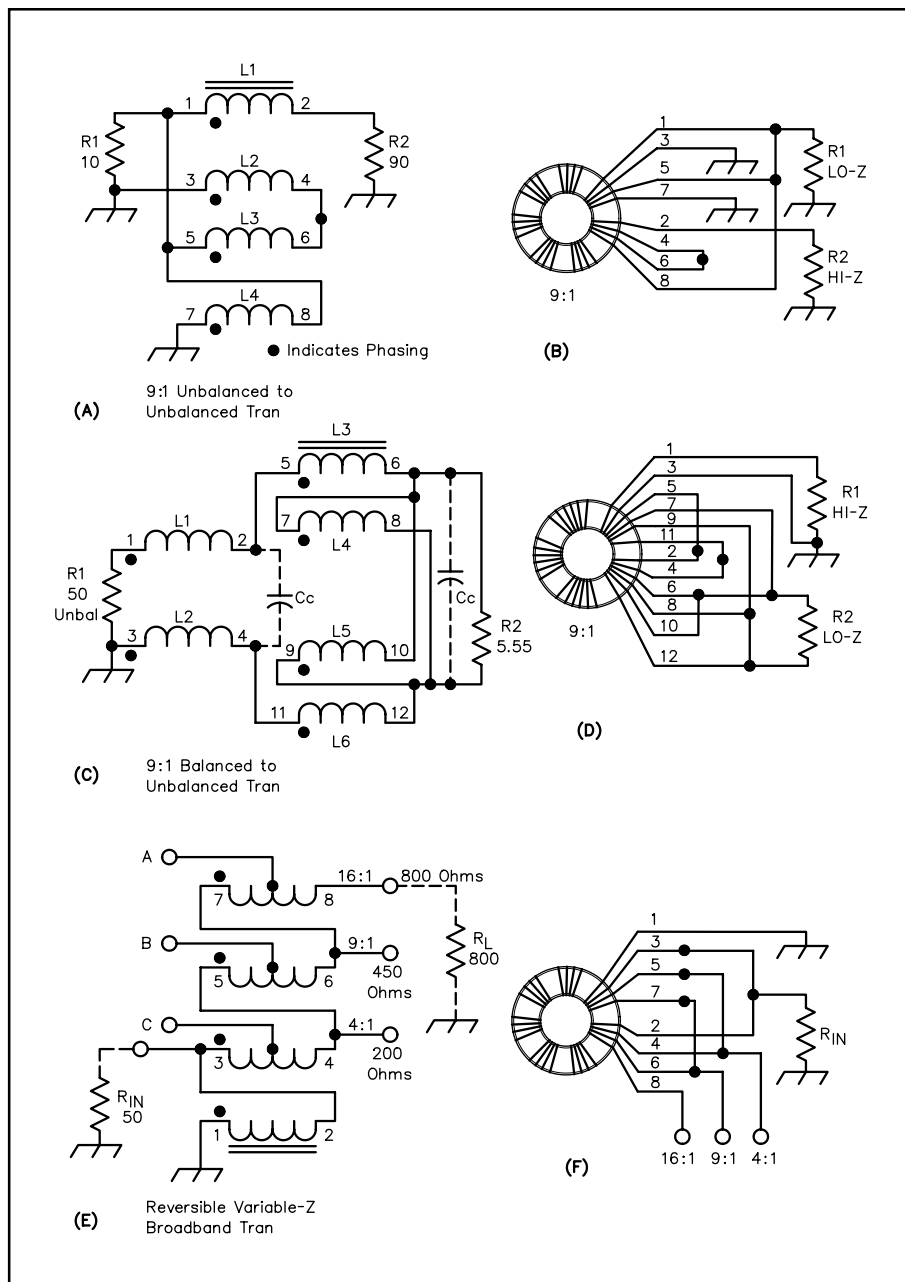 L1
1 2
R1
10
R2
90
L2
3 4
L3
5 6
L4
7 8
Indicates Phasing
9:1 Unbalanced to
Unbalanced Tran
(A)
1
3
5
7
2
4
6
8
R1
LO-Z
R2
HI-Z
9:1
(B)
L3
5 6
L1
1 2
7 8
L4
R1
50
Unbal
Cc
Cc
L2
3 4
L5
9 10
R2
5.55
11 12
L6
9:1 Balanced to
Unbalanced Tran
(C)
1
3
5
7
9
11
2
4
6
8
10
12
R1
HI-Z
R2
LO-Z
9:1
(D)
A
16:1 800 Ohms
7 8
B
9:1
450
Ohms
5 6
RL
800
C
4:1
200
Ohms
3 4
RIN
50
1 2
Reversible Variable-Z
Broadband Tran
(E)
1
3
5
7
2
4
6
8
RIN
16:1 9:1 4:1
(F)